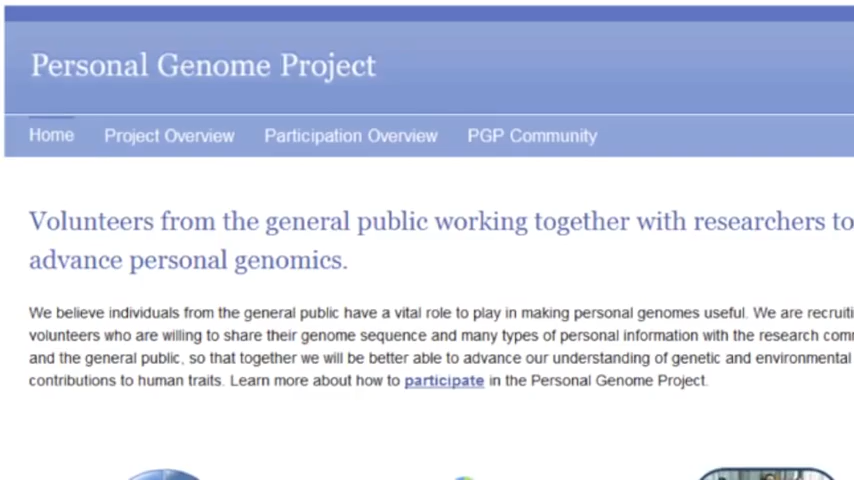 Personal Genome Project
Home Project Overview Participation Overview PGP Community
Volunteers from the general public working together with researchers to
advance personal genomics.
We believe individuals from the general public have a vital role to play in making personal genomes useful. We are
volunteers who are willing to share their genome sequence and many types of personal information with the research
and the general public, so that together we will be better able to advance our understanding of genetic and environmental
contributions to human traits. Learn more about how to participate in the Personal Genome Project.